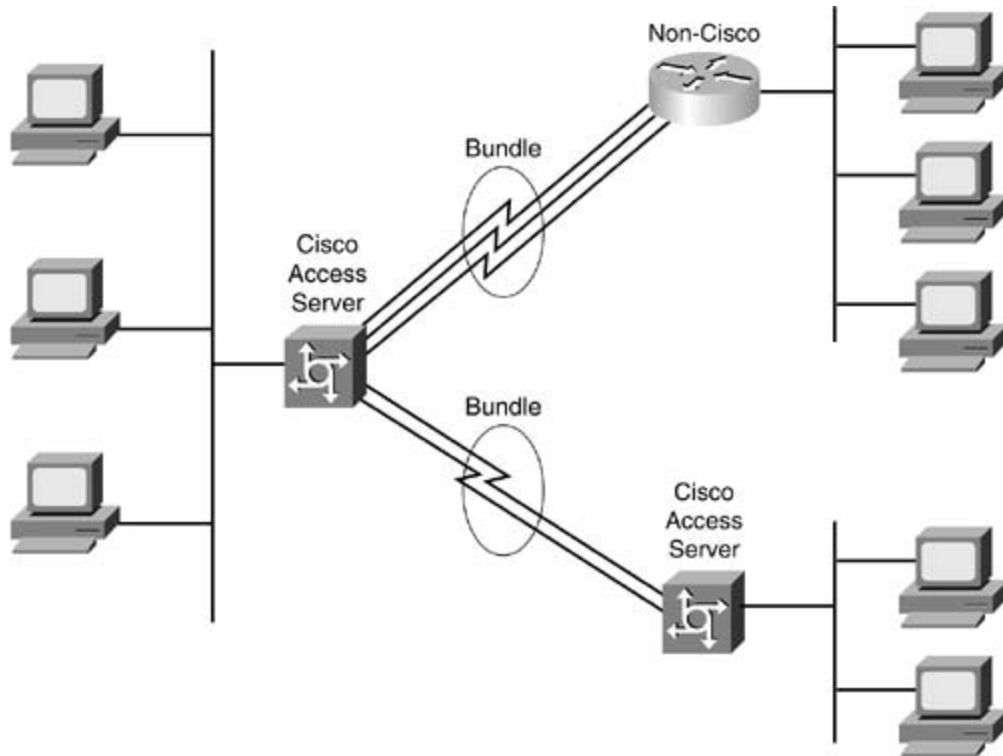 Non-Cisco
Bundle
Cisco
Access
Server
Bundle
Cisco
Access
Server